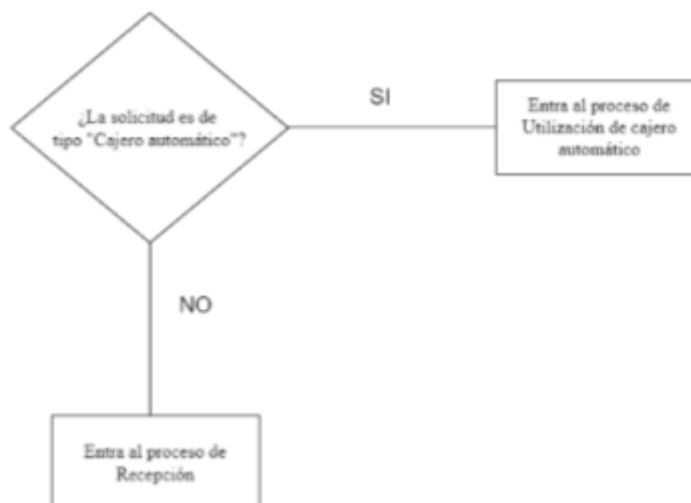 ¿La solicitud es de
tipo "Cajero automático"?
SI
Entra al proceso de
Utilización de cajero
automático
NO
Entra al proceso de
Recepción